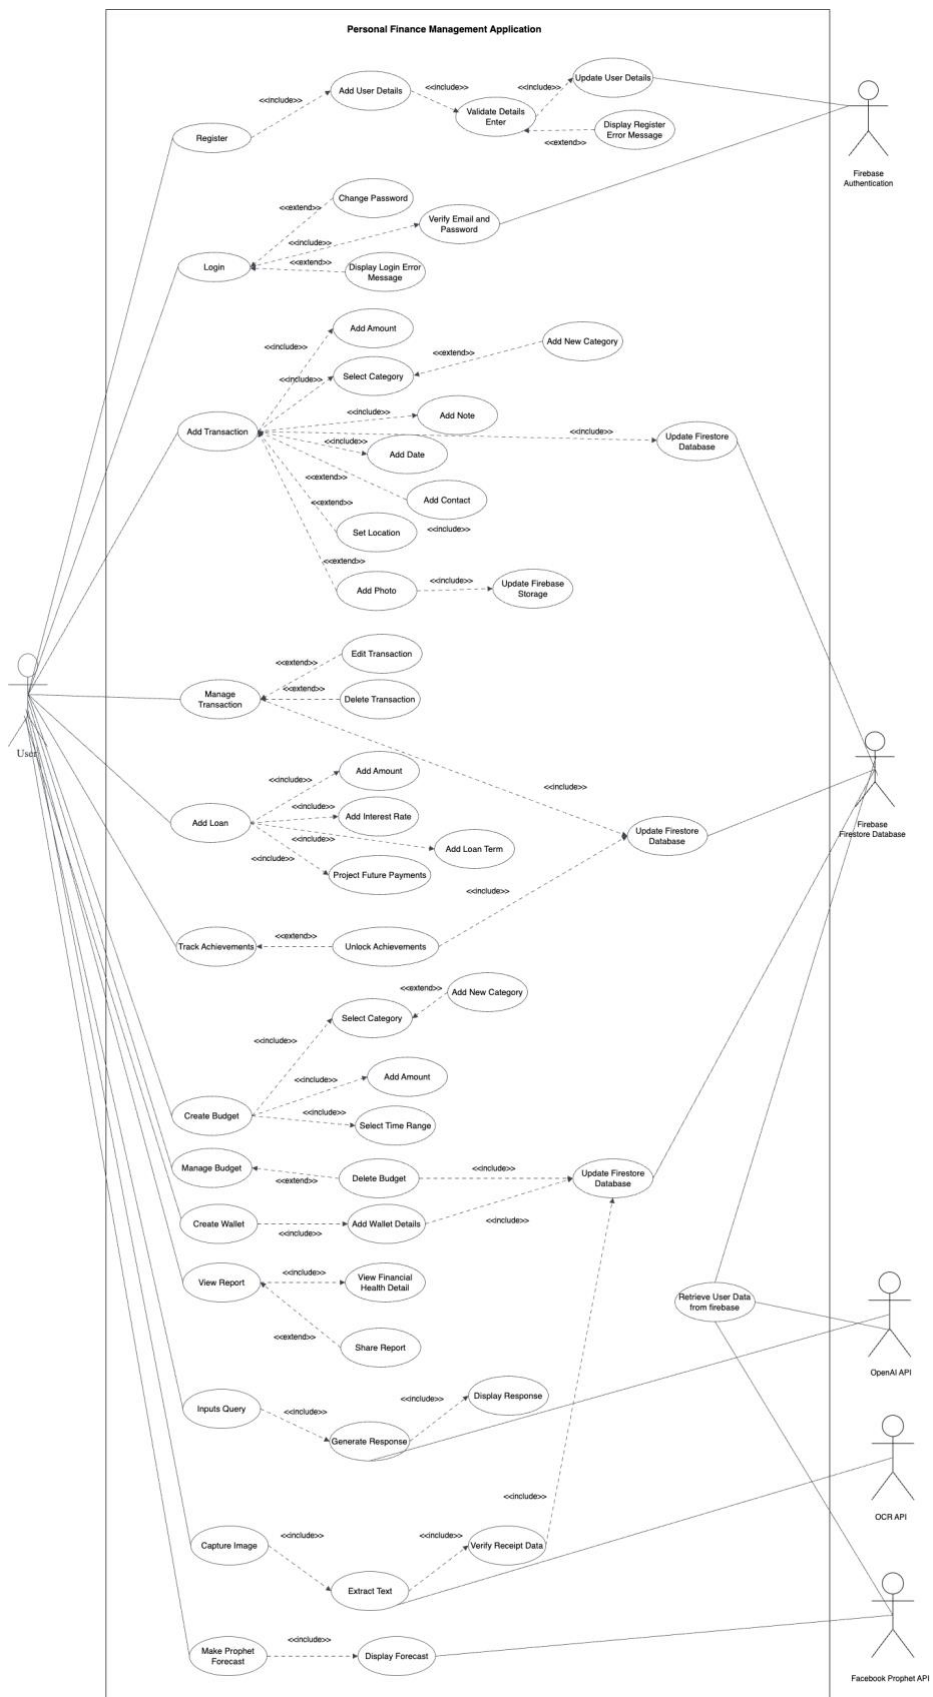 Personal Finance Management Application
Update User Details
<<include>>
<<include>>
Add User Details
<<include>>
Validate Details
Enter
Display Register
Error Message
<<extend>>
Register
Firebase
Authentication
Change Password
<<extend>>
Verify Email and
Password
<<include>>
<<extend>>
Login
Display Login Error
Message
Add Amount
<<include>>
Add New Category
<<extend>>
Select Category
<<include>>
<<include>>
Add Note
Add Transaction
<<include>>
Update Firestore
Database
<<include>>
Add Date
<<extend>>
Add Contact
<<extend>>
Set Location
<<include>>
<<extend>>
Add Photo
<<include>>
Update Firebase
Storage
Edit Transaction
<<extend>>
Manage
Transaction
<<extend>>
Delete Transaction
User
Add Amount
<<include>>
<<include>>
<<include>>
Add Interest Rate
Add Loan
<<include>>
Add Loan Term
<<include>>
Project Future Payments
Update Firestore
Database
Firebase
Firestore Database
<<include>>
Track Achievements
<<extend>>
Unlock Achievements
<<extend>>
Add New Category
Select Category
<<include>>
Add Amount
<<include>>
Create Budget
<<include>>
Select Time Range
Manage Budget
<<extend>>
Delete Budget
<<include>>
Update Firestore
Database
Create Wallet
<<include>>
Add Wallet Details
<<include>>
View Report
<<include>>
View Financial
Health Detail
<<extend>>
Share Report
Retrieve User Data
from firebase
OpenAI API
Inputs Query
<<include>>
Generate Response
<<include>>
Display Response
<<include>>
OCR API
Capture Image
<<include>>
Extract Text
<<include>>
Verify Receipt Data
Make Prophet
Forecast
<<include>>
Display Forecast
Facebook Prophet API